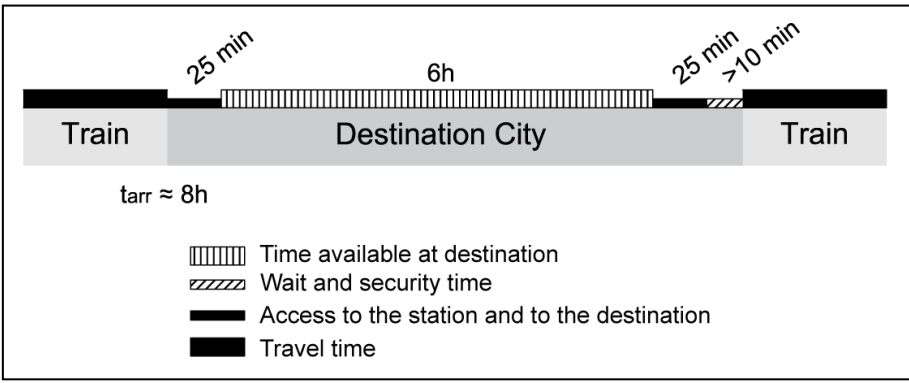 25 min
6h
25 min
>10 min
Train
Destination City
Train
tarr ≈ 8h
Time available at destination
Wait and security time
Access to the station and to the destination
Travel time